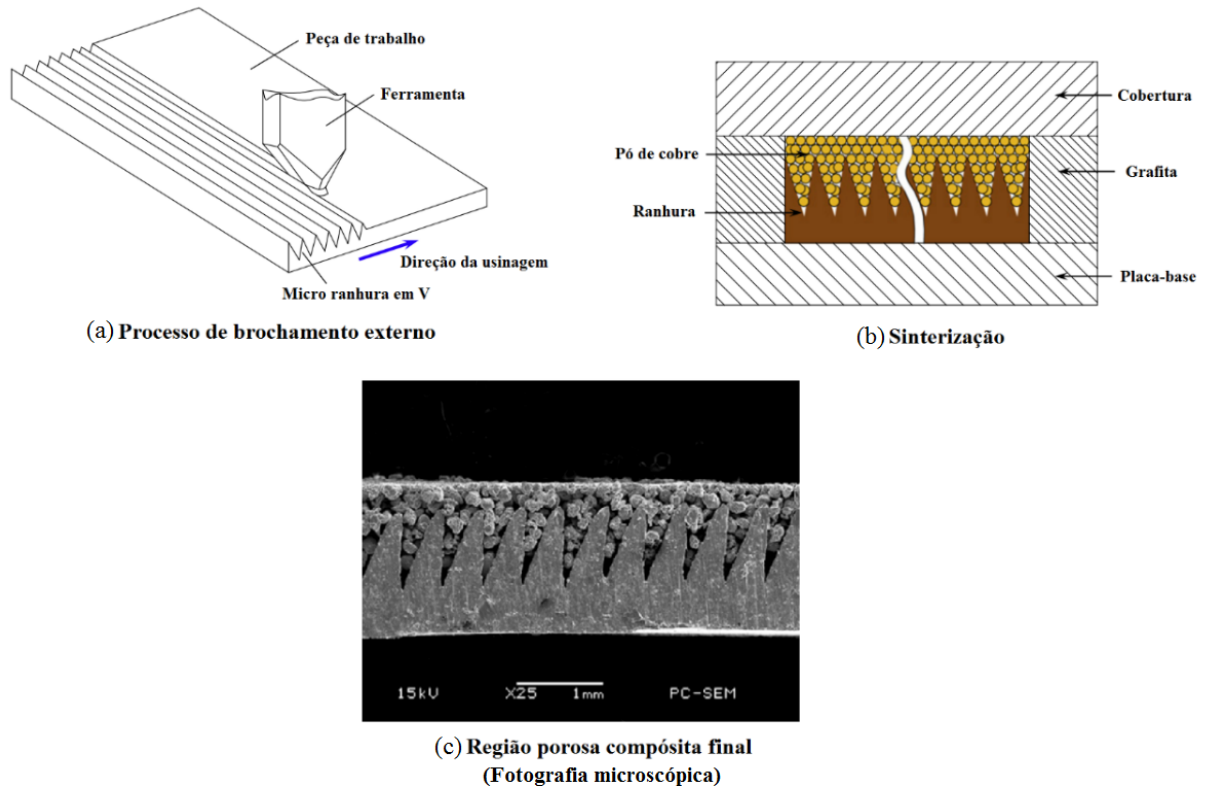 Peça de trabalho
Ferramenta
Direção da usinagem
Micro ranhura em V
(a) Processo de brochamento externo
Cobertura
Pó de cobre
Grafita
Ranhura
Placa-base
(b) Sinterização
15kV X25 1mm PC-SEM
(c) Região porosa compósita final
(Fotografia microscópica)